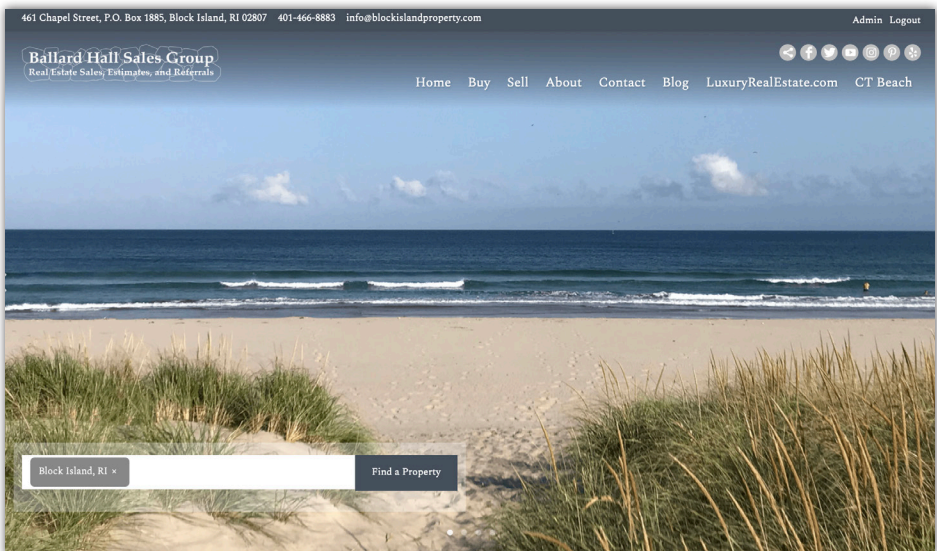 461 Chapel Street, P.O. Box 1885, Block Island, RI 02807 401-466-8883 info@blockislandproperty.com Admin Logout
Ballard Hall Sales Group
Real Estate Sales, Estimates, and Referrals
Home Buy Sell About Contact Blog LuxuryRealEstate.com CT Beach
Block Island, RI × Find a Property